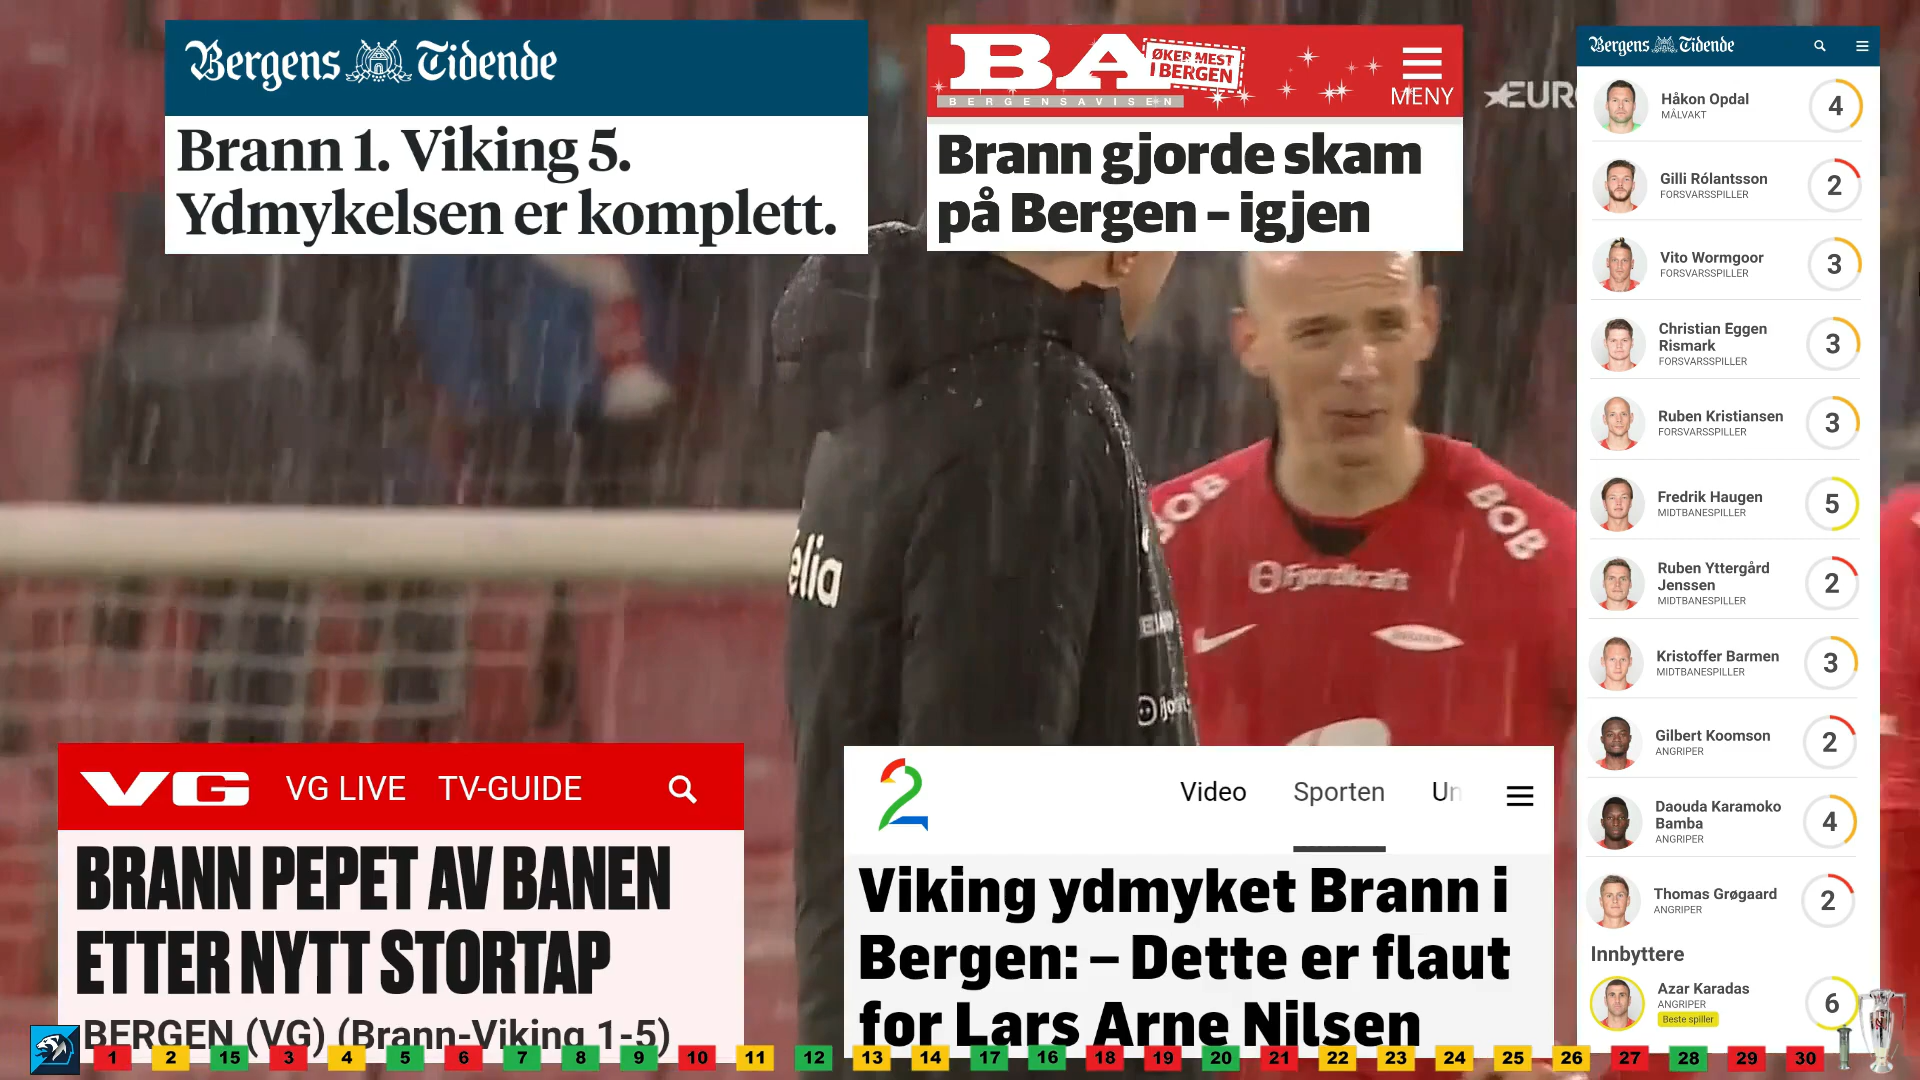 Bergens Tidende
Brann 1. Viking 5.
Ydmykelsen er komplett.
BA
BERGENSAVISEN
ØKER MEST
I BERGEN
MENY
Brann gjorde skam
på Bergen – igjen
Bergens Tidende
Håkon Opdal
MÅLVAKT
4
Gilli Rólantsson
FORSVARSSPILLER
2
Vito Wormgoor
FORSVARSSPILLER
3
Christian Eggen
Rismark
FORSVARSSPILLER
3
Ruben Kristiansen
FORSVARSSPILLER
3
Fredrik Haugen
MIDTBANESPILLER
5
Ruben Yttergård
Jenssen
MIDTBANESPILLER
2
Kristoffer Barmen
MIDTBANESPILLER
3
Gilbert Koomson
ANGRIPER
2
Daouda Karamoko
Bamba
ANGRIPER
4
Thomas Grøgaard
ANGRIPER
2
Innbyttere
Azar Karadas
ANGRIPER
Beste spiller
6
BOB
Fjordkraft
VG VG LIVE TV-GUIDE
BRANN PEPET AV BANEN
ETTER NYTT STORTAP
BERGEN (VG) (Brann-Viking 1-5)
2 Video Sporten
Viking ydmyket Brann i
Bergen: – Dette er flaut
for Lars Arne Nilsen
1 2 15 3 4 5 6 7 8 9 10 11 12 13 14 17 16 18 19 20 21 22 23 24 25 26 27 28 29 30